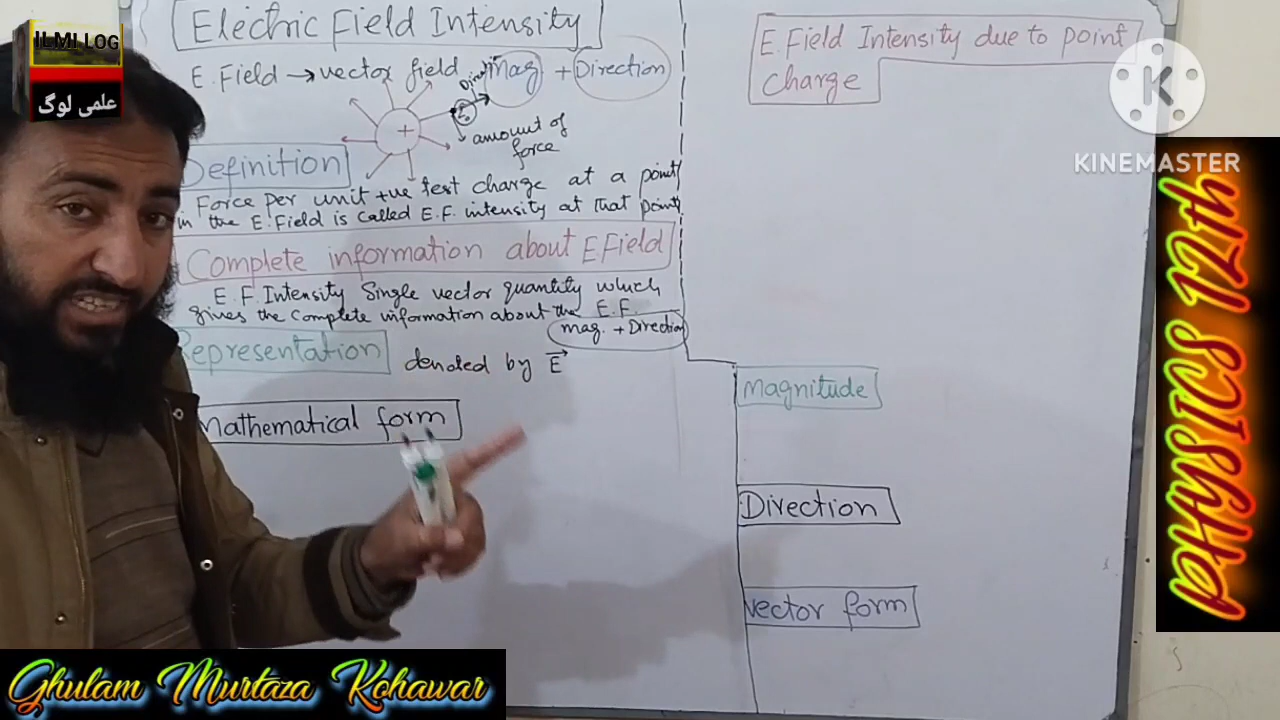 ILMI LOG
علمی لوگ
Electric Field Intensity
E.Field → vector field Mag + Direction
Direction
amount of
force
+
Definition
Force Per unit +ve test charge at a point
in the E.Field is called E.F. intensity at that point
Complete information about E.Field
E.F. Intensity Single vector quantity which
gives the Complete information about the E.F.
mag. + Direction
Representation
denoted by E⃗
Mathematical form
E.Field Intensity due to point
charge
Magnitude
Direction
Vector form
K
KINEMASTER
PHYSICS 12th
Ghulam Murtaza Kohawar